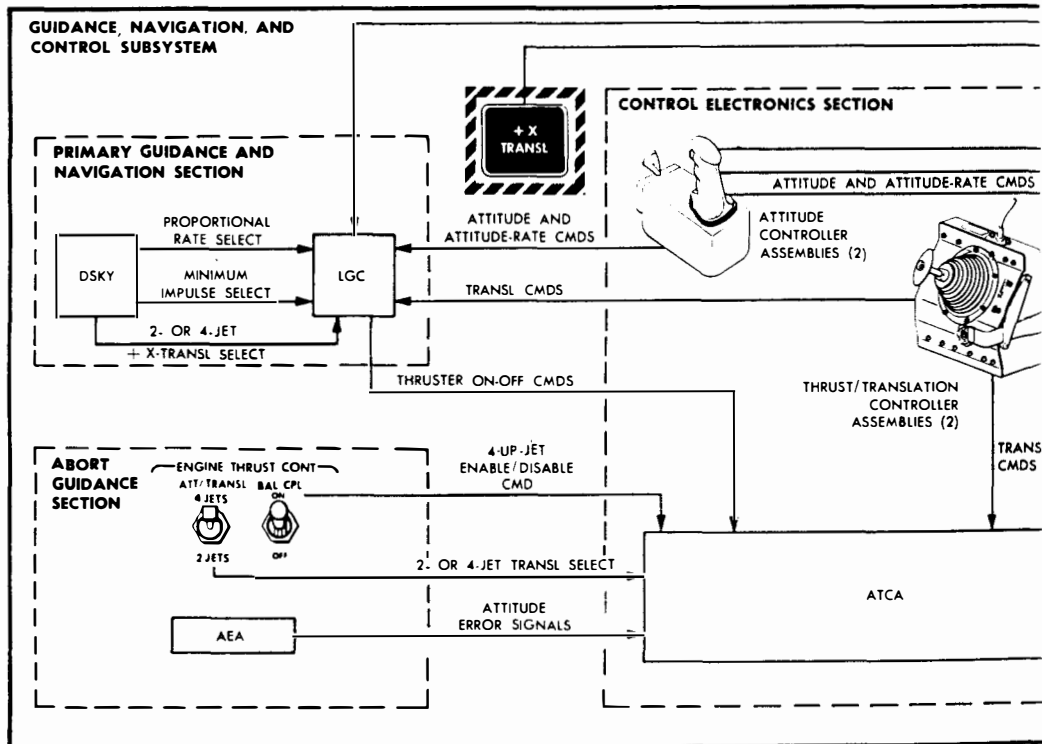 GUIDANCE, NAVIGATION, AND
CONTROL SUBSYSTEM
+ X
TRANSL
CONTROL ELECTRONICS SECTION
PRIMARY GUIDANCE AND
NAVIGATION SECTION
PROPORTIONAL
RATE SELECT
DSKY
MINIMUM
IMPULSE SELECT
2- OR 4-JET
+ X-TRANSL SELECT
LGC
ATTITUDE AND
ATTITUDE-RATE CMDS
TRANSL CMDS
ATTITUDE AND ATTITUDE-RATE CMDS
ATTITUDE
CONTROLLER
ASSEMBLIES (2)
THRUSTER ON-OFF CMDS
THRUST/TRANSLATION
CONTROLLER
ASSEMBLIES (2)
TRANS
CMDS
ABORT
GUIDANCE
SECTION
ENGINE THRUST CONT
ATT/TRANSL
4 JETS
2 JETS
BAL CPL
ON
OFF
4-UP-JET
ENABLE/DISABLE
CMD
2- OR 4-JET TRANSL SELECT
AEA
ATTITUDE
ERROR SIGNALS
ATCA